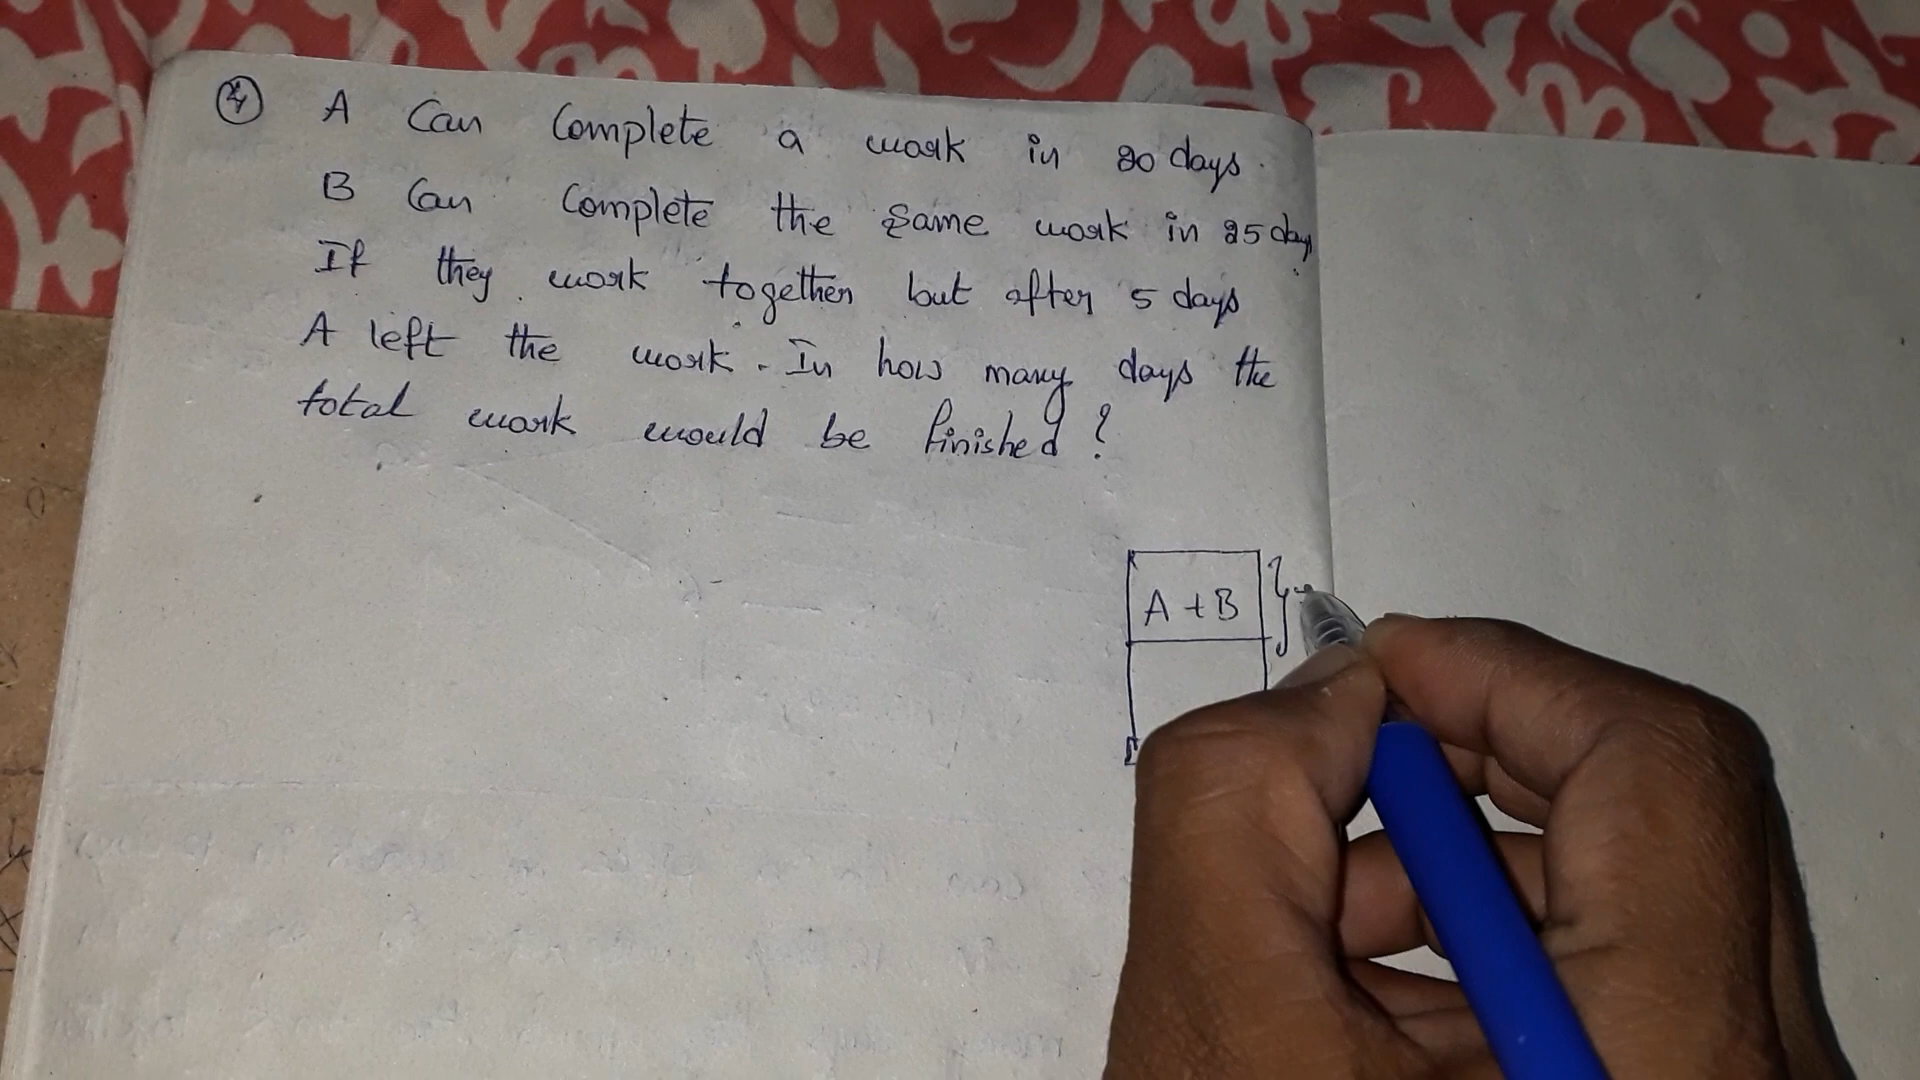 4 A Can Complete a work in 20 days.
B Can Complete the same work in 25 days
If they work together but after 5 days
A left the work. In how many days the
total work would be finished?
A + B